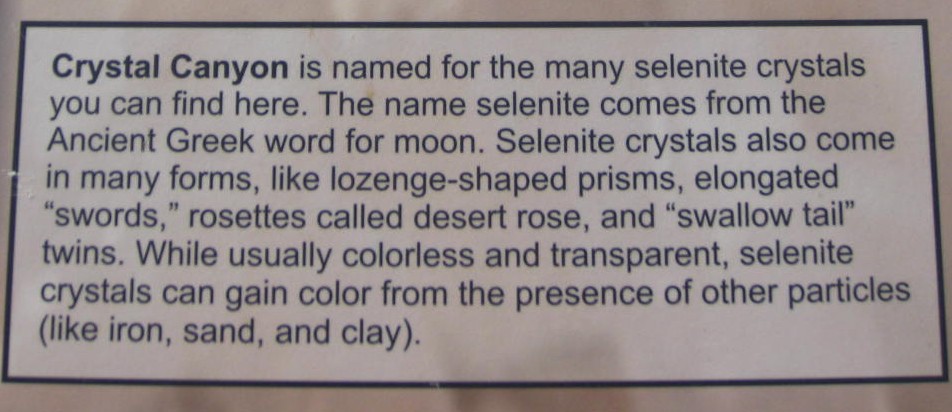 Crystal Canyon is named for the many selenite crystals
you can find here. The name selenite comes from the
Ancient Greek word for moon. Selenite crystals also come
in many forms, like lozenge-shaped prisms, elongated
“swords,” rosettes called desert rose, and “swallow tail”
twins. While usually colorless and transparent, selenite
crystals can gain color from the presence of other particles
(like iron, sand, and clay).